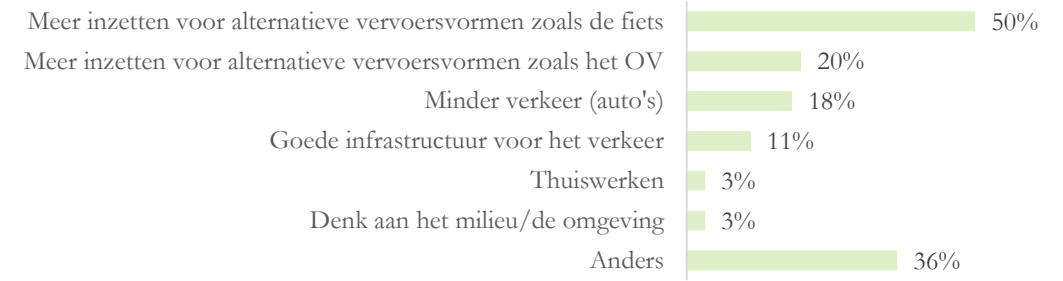 Meer inzetten voor alternatieve vervoersvormen zoals de fiets 50%
Meer inzetten voor alternatieve vervoersvormen zoals het OV 20%
Minder verkeer (auto's) 18%
Goede infrastructuur voor het verkeer 11%
Thuiswerken 3%
Denk aan het milieu/de omgeving 3%
Anders 36%